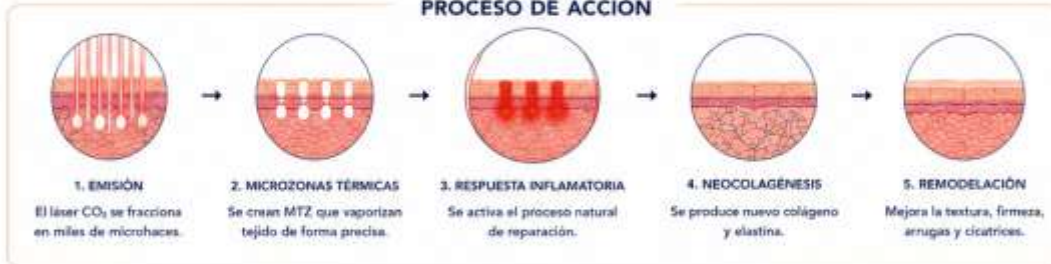 PROCESO DE ACCIÓN
1. EMISIÓN
El láser CO₂ se fracciona
en miles de microhaces.
2. MICROZONAS TÉRMICAS
Se crean MTZ que vaporizan
tejido de forma precisa.
3. RESPUESTA INFLAMATORIA
Se activa el proceso natural
de reparación.
4. NEOCOLAGÉNESIS
Se produce nuevo colágeno
y elastina.
5. REMODELACIÓN
Mejora la textura, firmeza,
arrugas y cicatrices.